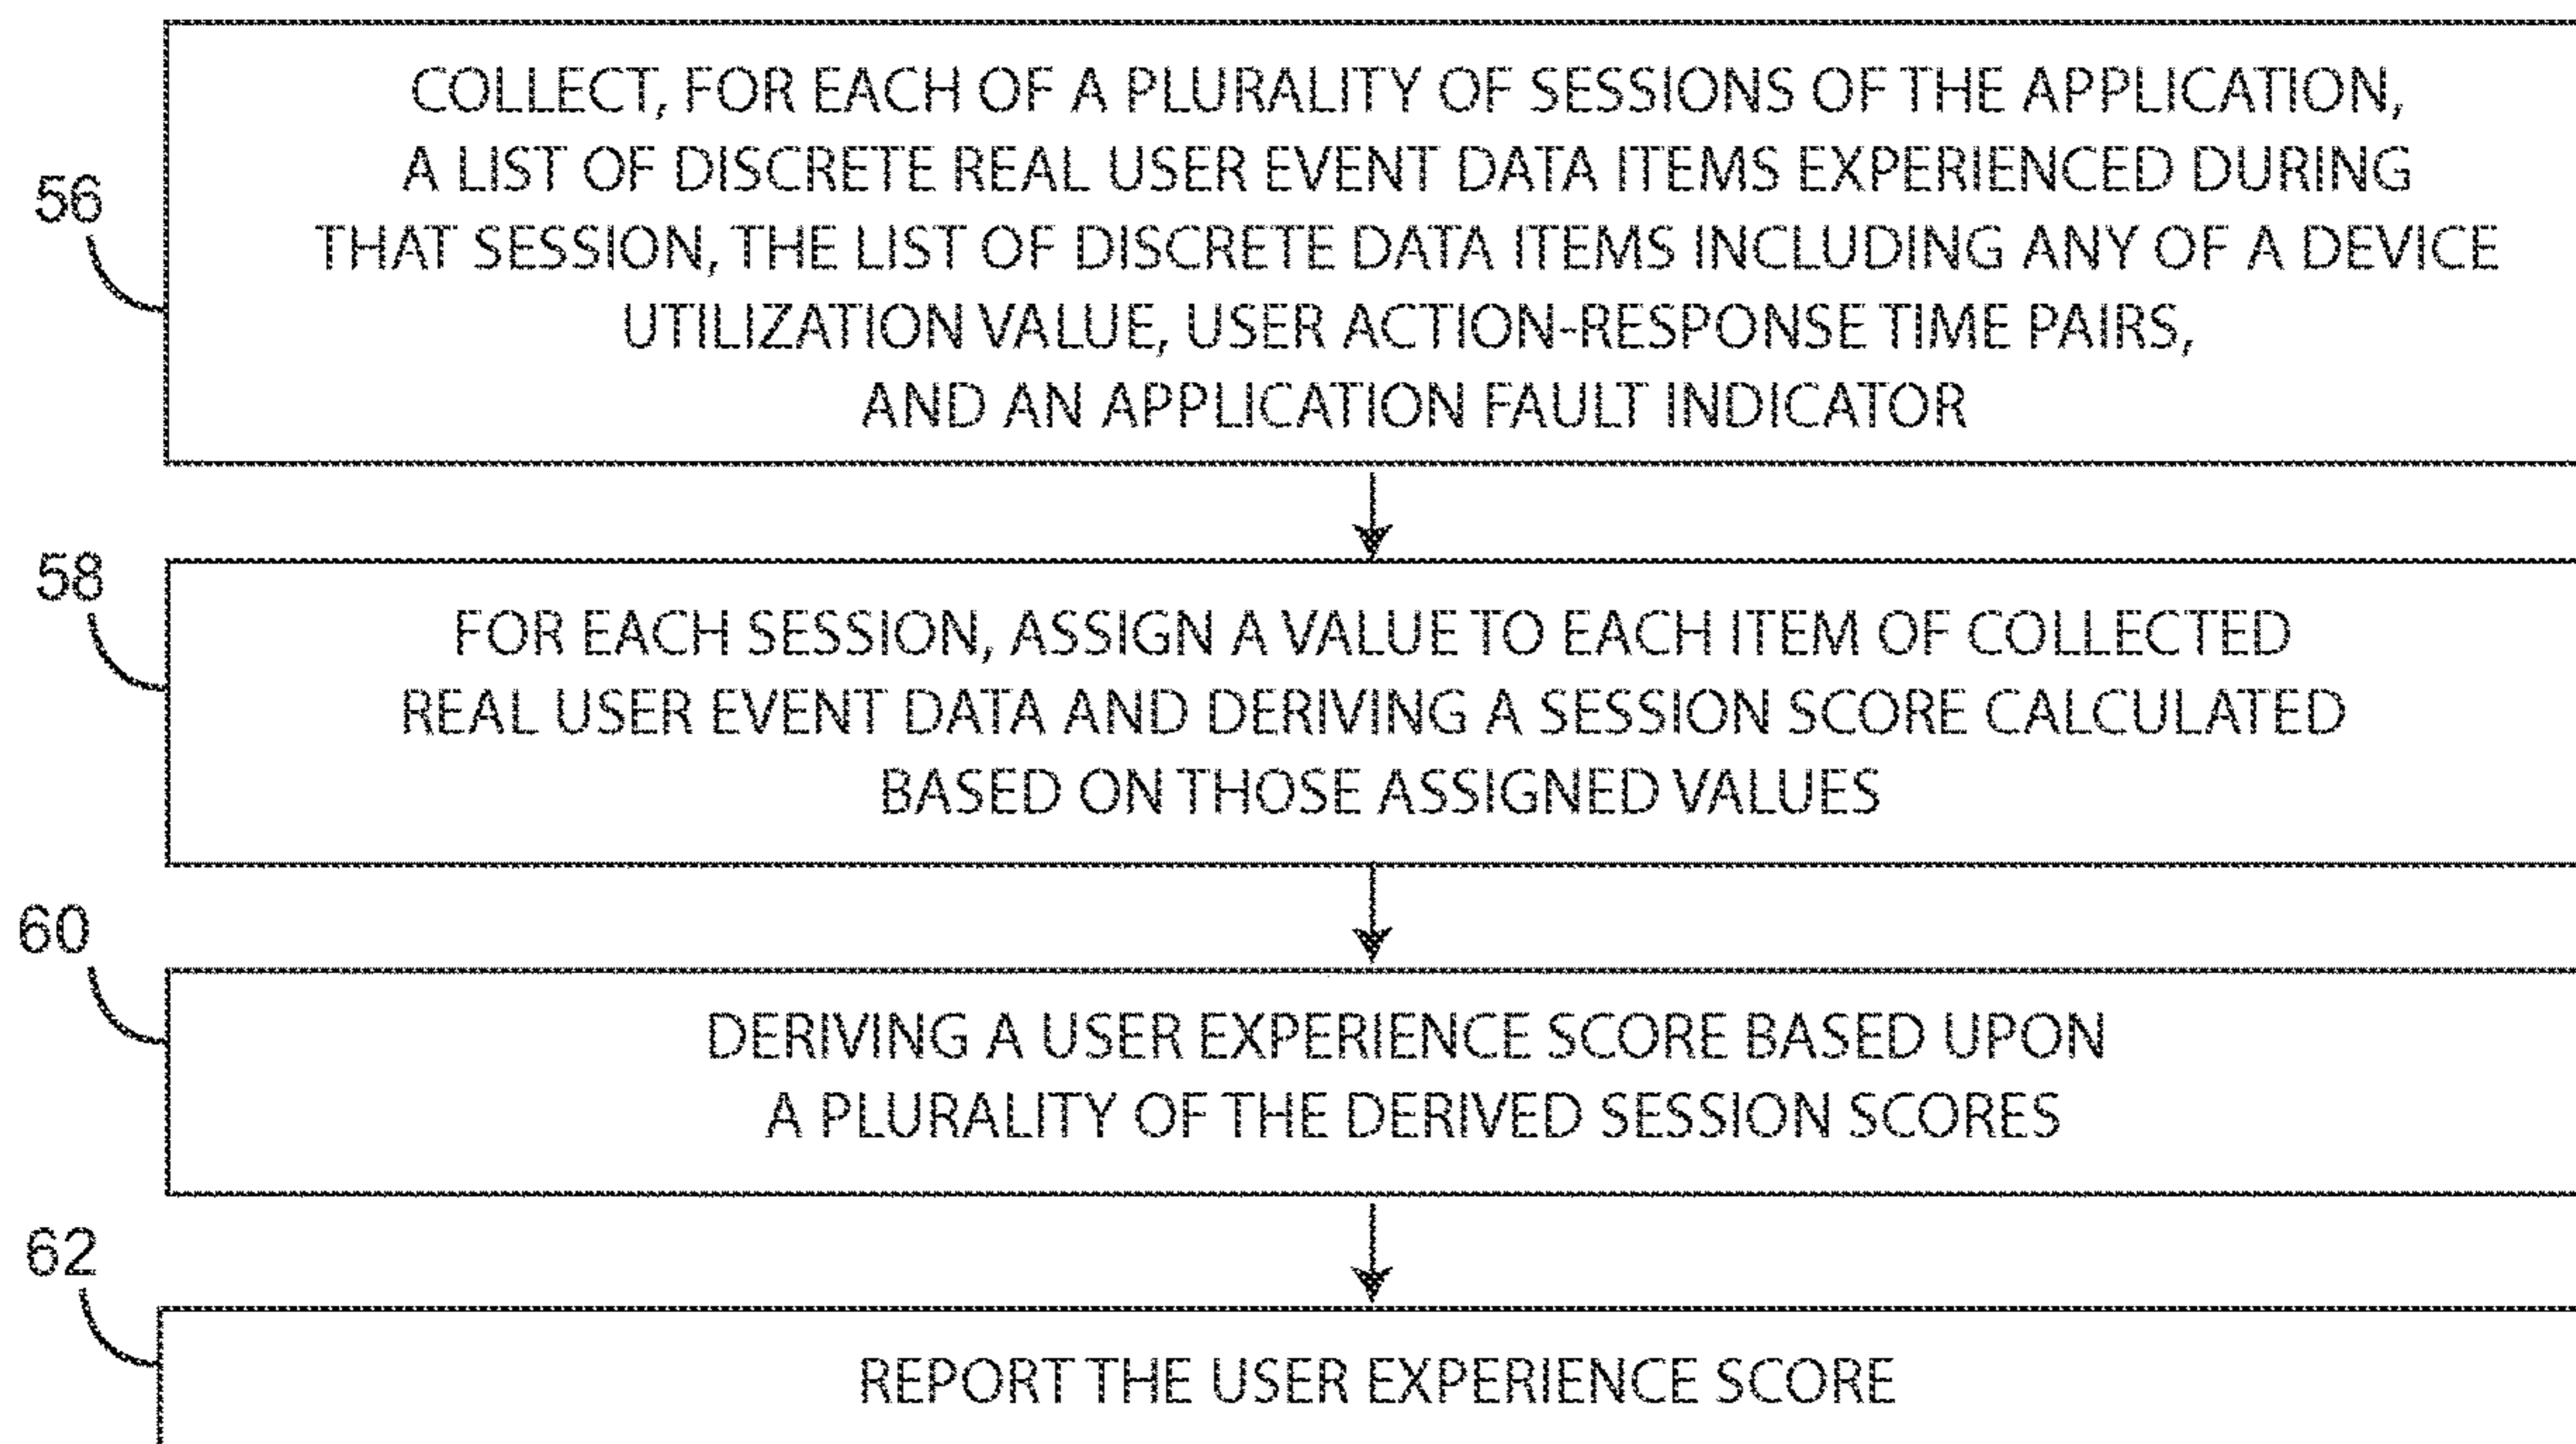 COLLECT, FOR EACH OF A PLURALITY OF SESSIONS OF THE APPLICATION,
A LIST OF DISCRETE REAL USER EVENT DATA ITEMS EXPERIENCED DURING
56
THAT SESSION, THE LIST OF DISCRETE DATA ITEMS INCLUDING ANY OF A DEVICE
UTILIZATION VALUE, USER ACTION-RESPONSE TIME PAIRS,
AND AN APPLICATION FAULT INDICATOR
58
FOR EACH SESSION, ASSIGN A VALUE TO EACH ITEM OF COLLECTED
REAL USER EVENT DATA AND DERIVING A SESSION SCORE CALCULATED
BASED ON THOSE ASSIGNED VALUES
60
DERIVING A USER EXPERIENCE SCORE BASED UPON
A PLURALITY OF THE DERIVED SESSION SCORES
62
REPORT THE USER EXPERIENCE SCORE